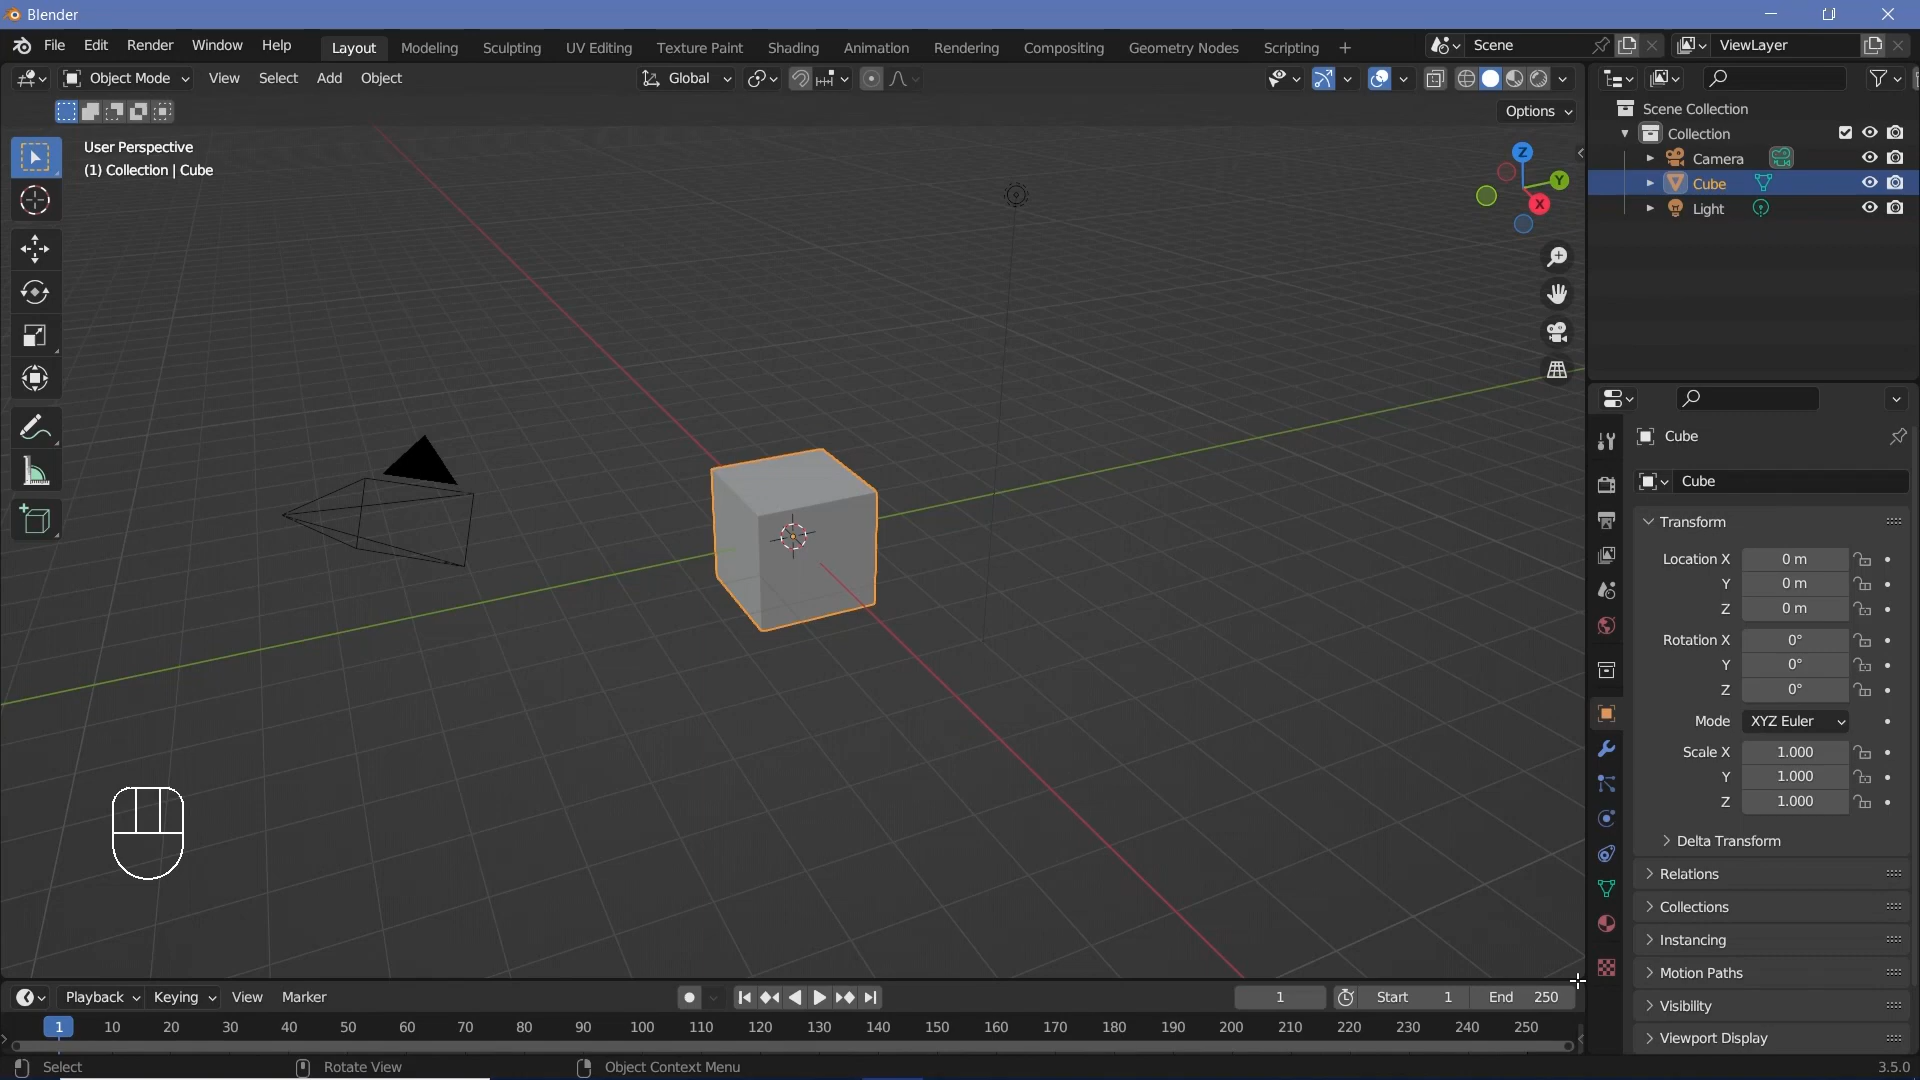 Blender
File Edit Render Window Help Layout Modeling Sculpting UV Editing Texture Paint Shading Animation Rendering Compositing Geometry Nodes Scripting + Scene ViewLayer
Object Mode View Select Add Object Global
Options
User Perspective
(1) Collection | Cube
Z
Y
X
Scene Collection
Collection
Camera
Cube
Light
Cube
Cube
Transform
Location X 0 m
Y 0 m
Z 0 m
Rotation X 0°
Y 0°
Z 0°
Mode XYZ Euler
Scale X 1.000
Y 1.000
Z 1.000
Delta Transform
Relations
Collections
Instancing
Motion Paths
Visibility
Viewport Display
Playback Keying View Marker 1 Start 1 End 250
1 10 20 30 40 50 60 70 80 90 100 110 120 130 140 150 160 170 180 190 200 210 220 230 240 250
Select Rotate View Object Context Menu 3.5.0